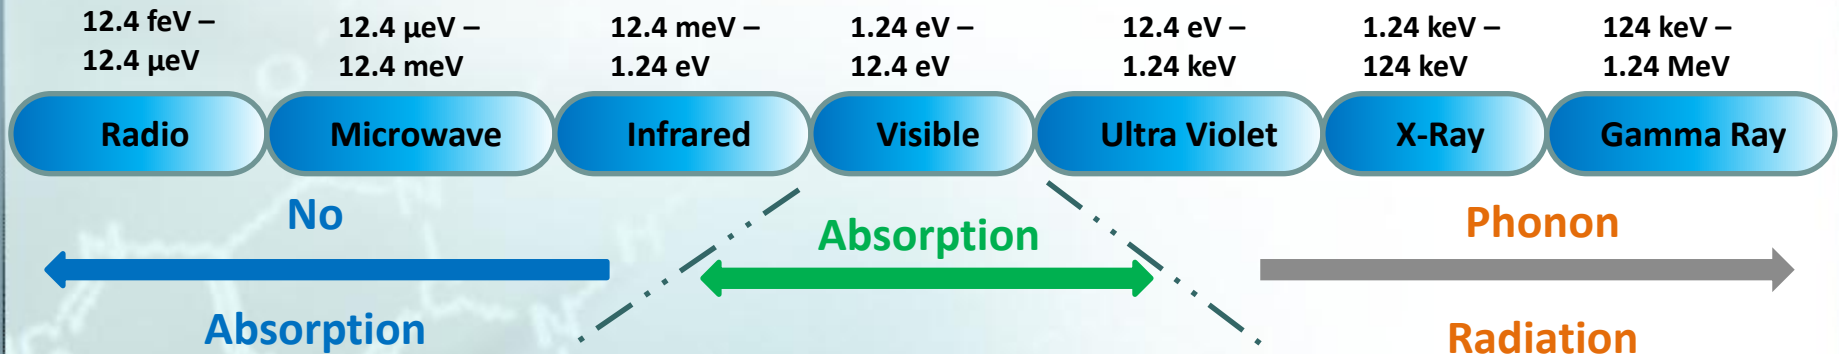 12.4 feV –
12.4 µeV
12.4 µeV –
12.4 meV
12.4 meV –
1.24 eV
1.24 eV –
12.4 eV
12.4 eV –
1.24 keV
1.24 keV –
124 keV
124 keV –
1.24 MeV
Radio
Microwave
Infrared
Visible
Ultra Violet
X-Ray
Gamma Ray
No
Absorption
Absorption
Phonon
Radiation